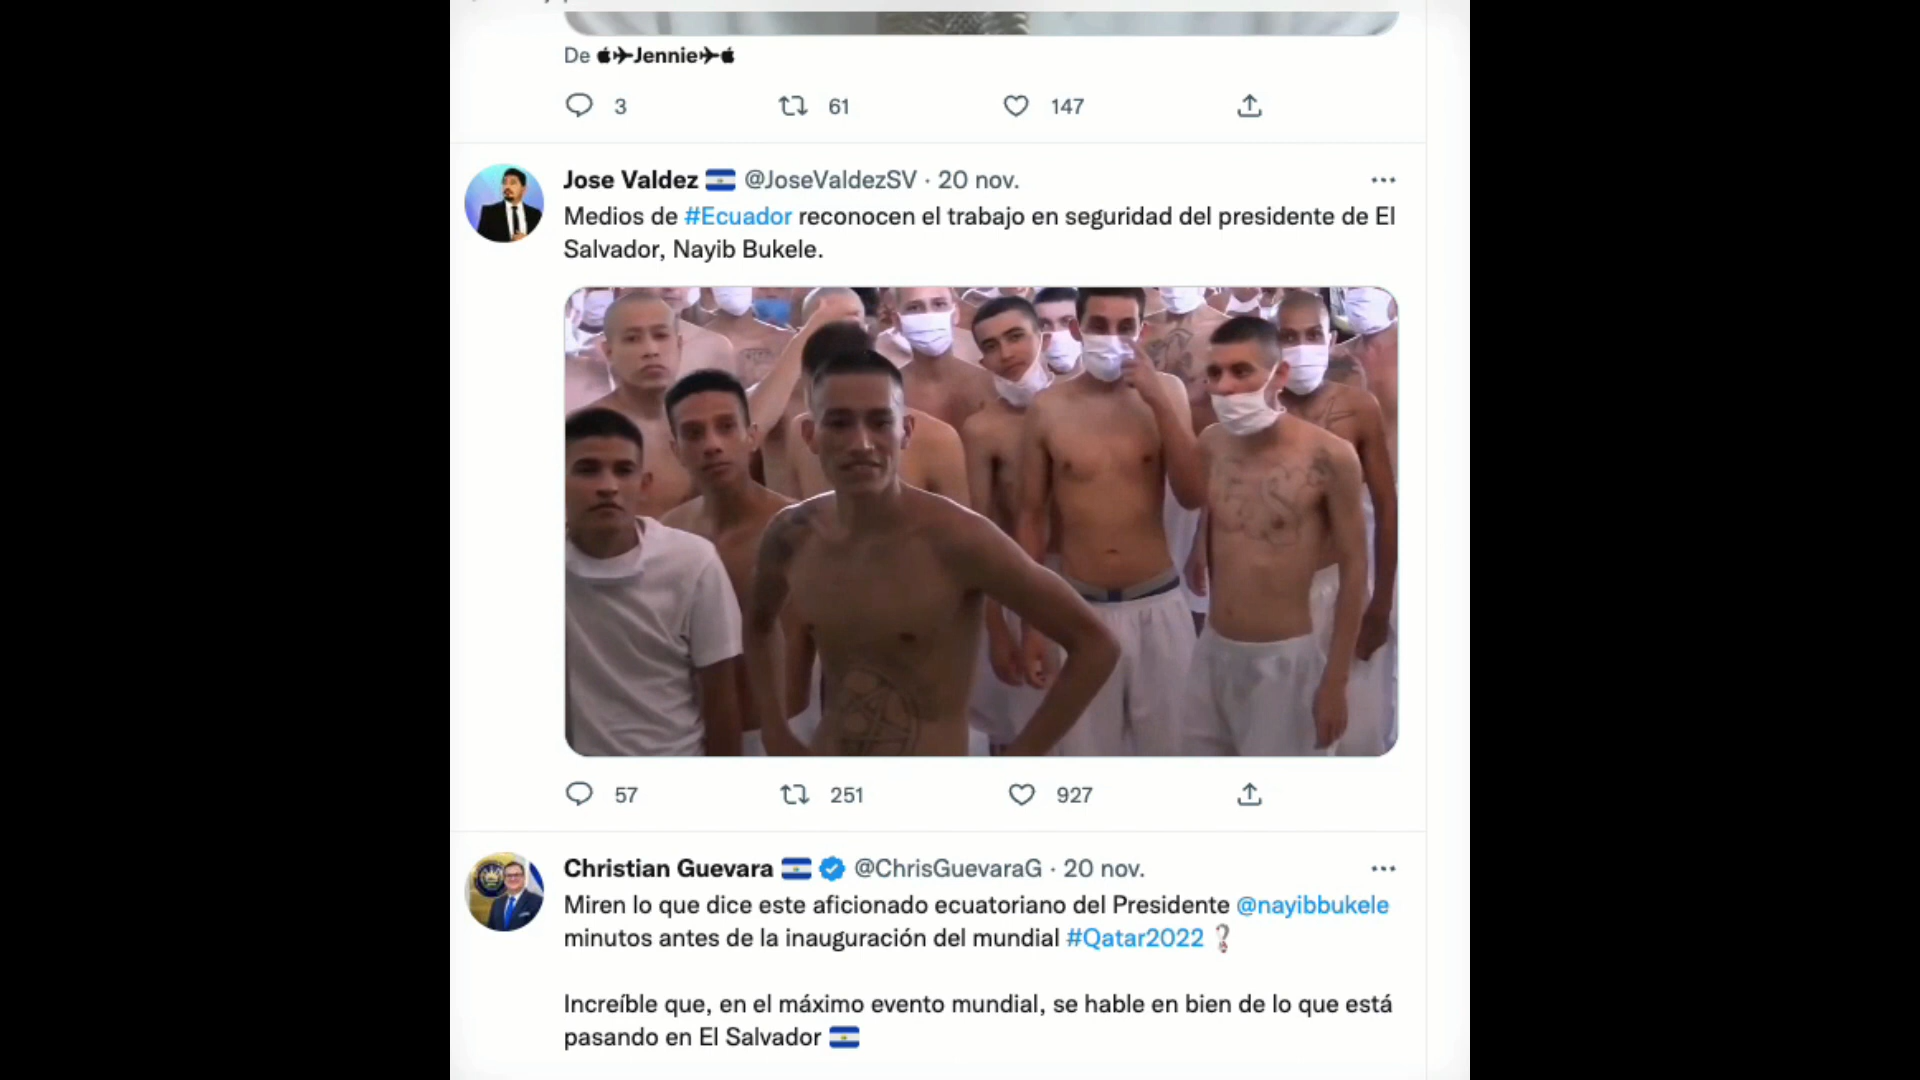 De Jennie
3 61 147
Jose Valdez @JoseValdezSV · 20 nov.
Medios de #Ecuador reconocen el trabajo en seguridad del presidente de El
Salvador, Nayib Bukele.
57 251 927
Christian Guevara @ChrisGuevaraG · 20 nov.
Miren lo que dice este aficionado ecuatoriano del Presidente @nayibbukele
minutos antes de la inauguración del mundial #Qatar2022 ❓
Increíble que, en el máximo evento mundial, se hable en bien de lo que está
pasando en El Salvador